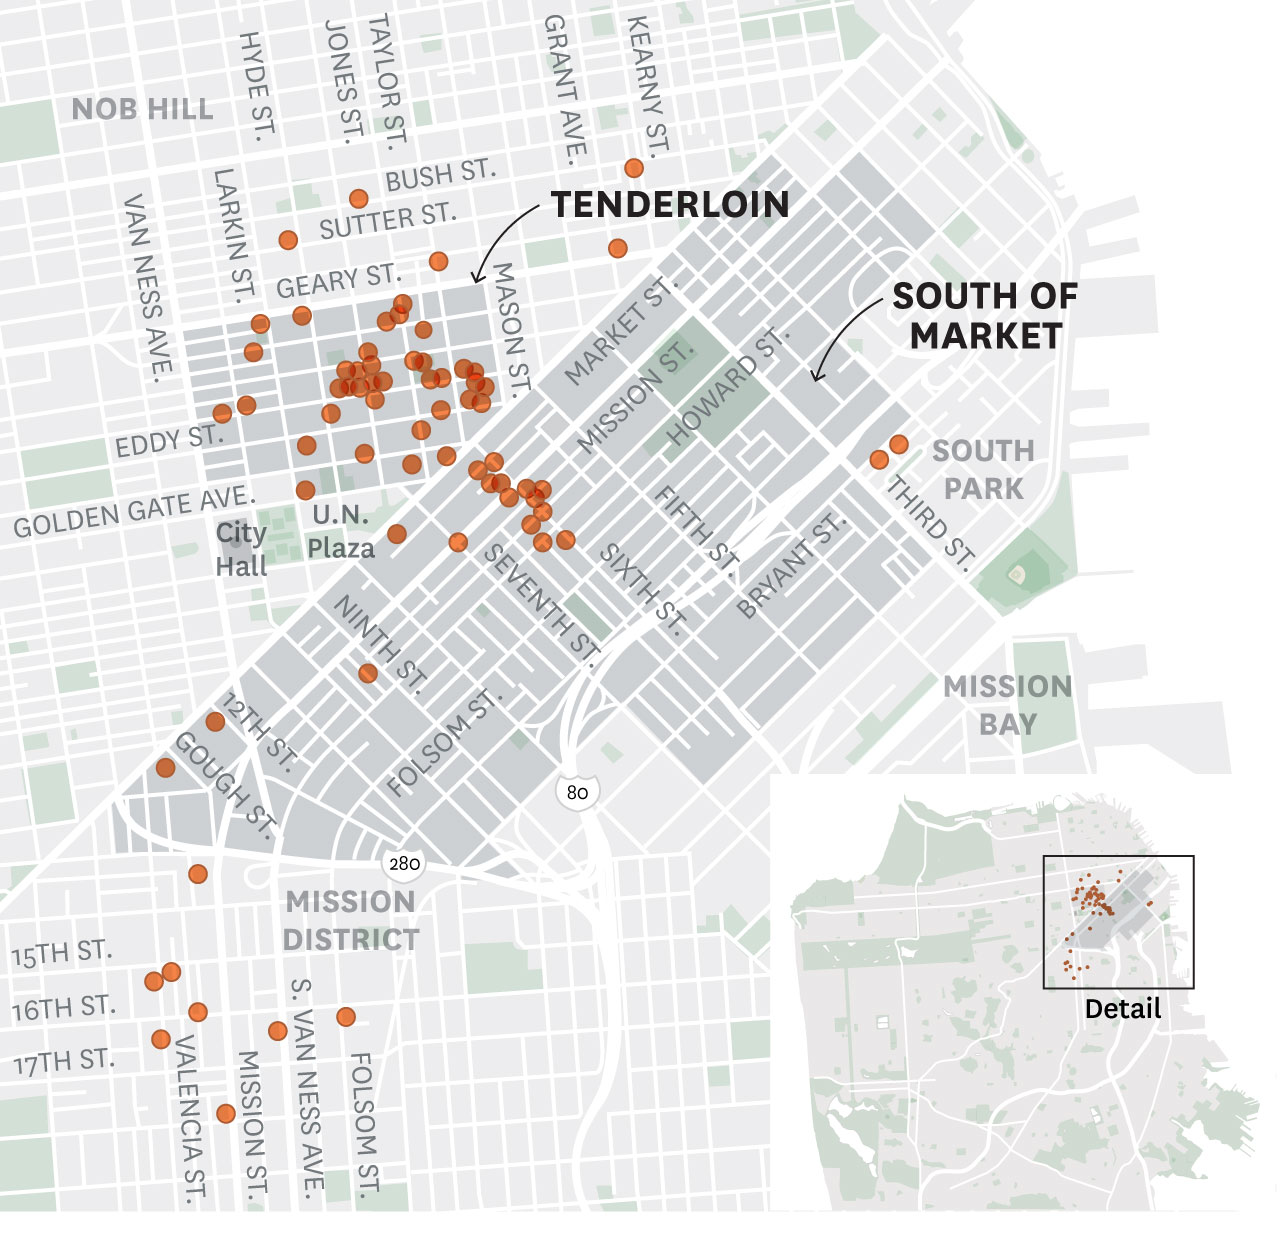 HYDE ST.
JONES ST.
TAYLOR ST.
GRANT AVE.
KEARNY ST.
NOB HILL
BUSH ST.
VAN NESS AVE.
LARKIN ST.
TENDERLOIN
SUTTER ST.
GEARY ST.
MASON ST.
MARKET ST.
SOUTH OF
MARKET
MISSION ST.
HOWARD ST.
EDDY ST.
SOUTH
PARK
GOLDEN GATE AVE.
City
Hall
U.N.
Plaza
FIFTH ST.
THIRD ST.
BRYANT ST.
SEVENTH ST.
SIXTH ST.
NINTH ST.
MISSION
BAY
12TH ST.
GOUGH ST.
FOLSOM ST.
80
280
MISSION
DISTRICT
15TH ST.
16TH ST.
17TH ST.
VALENCIA ST.
MISSION ST.
S. VAN NESS AVE.
FOLSOM ST.
Detail